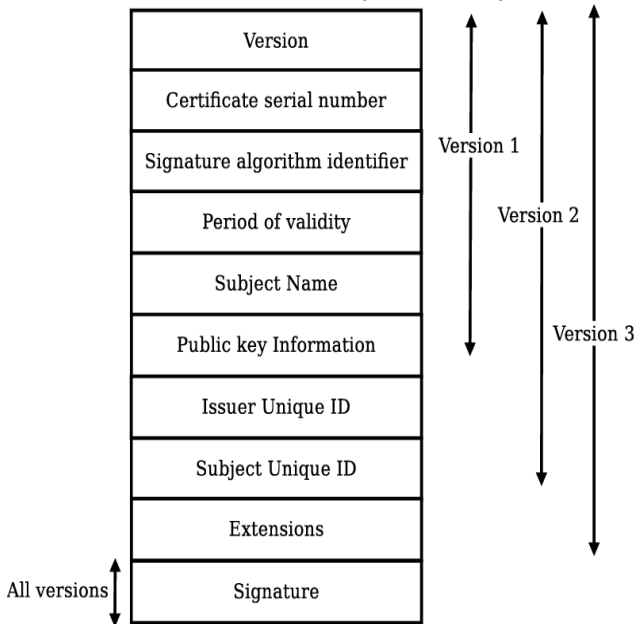 Version
Certificate serial number
Signature algorithm identifier
Period of validity
Subject Name
Public key Information
Issuer Unique ID
Subject Unique ID
Extensions
Signature
Version 1
Version 2
Version 3
All versions